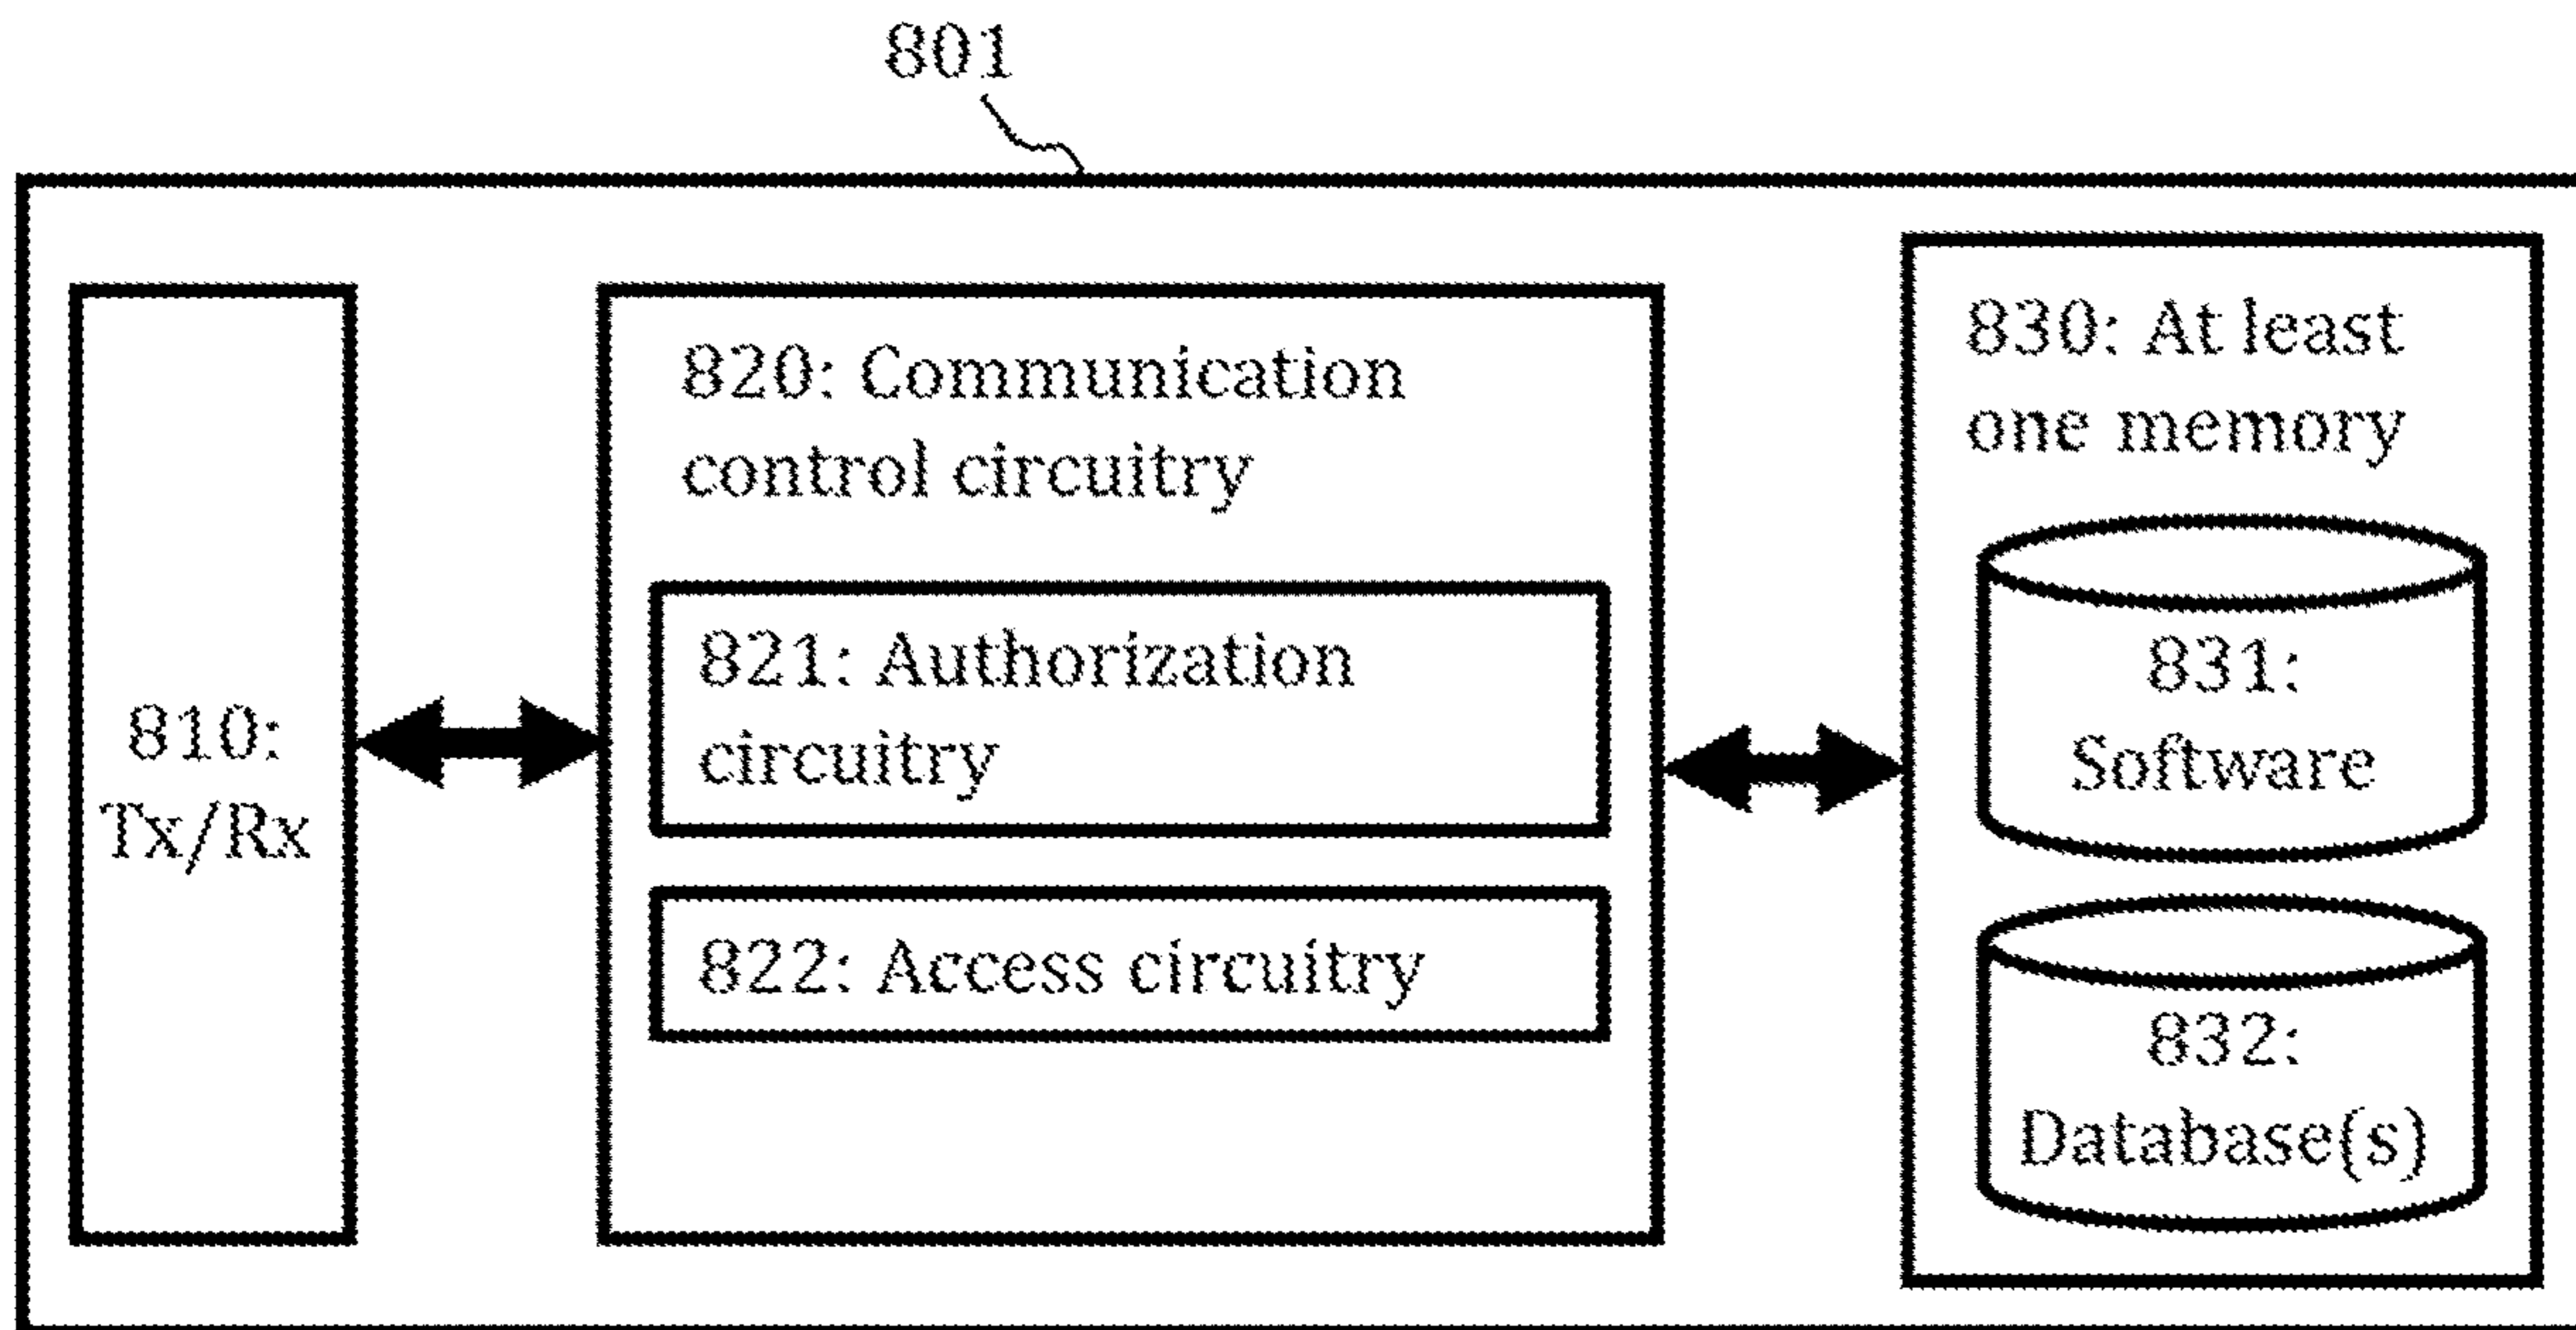 801
810:
Tx/Rx
820: Communication
control circuitry
821: Authorization
circuitry
822: Access circuitry
830: At least
one memory
831:
Software
832:
Database(s)